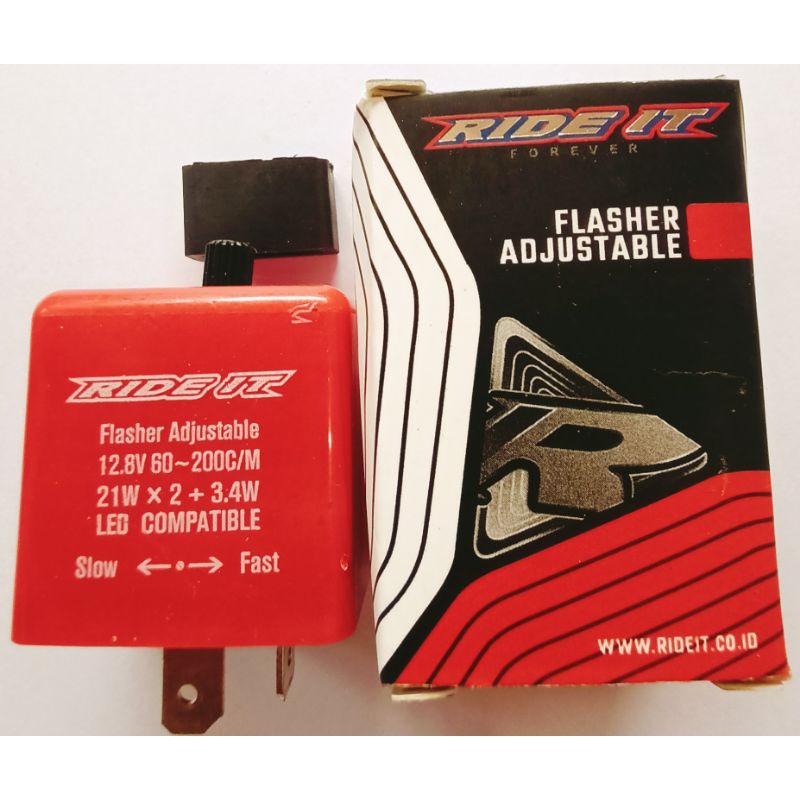 RIDE IT
Flasher Adjustable
12.8V 60~200C/M
21W × 2 + 3.4W
LED COMPATIBLE
Slow ←•→ Fast
RIDE IT
FOREVER
FLASHER
ADJUSTABLE
WWW.RIDEIT.CO.ID